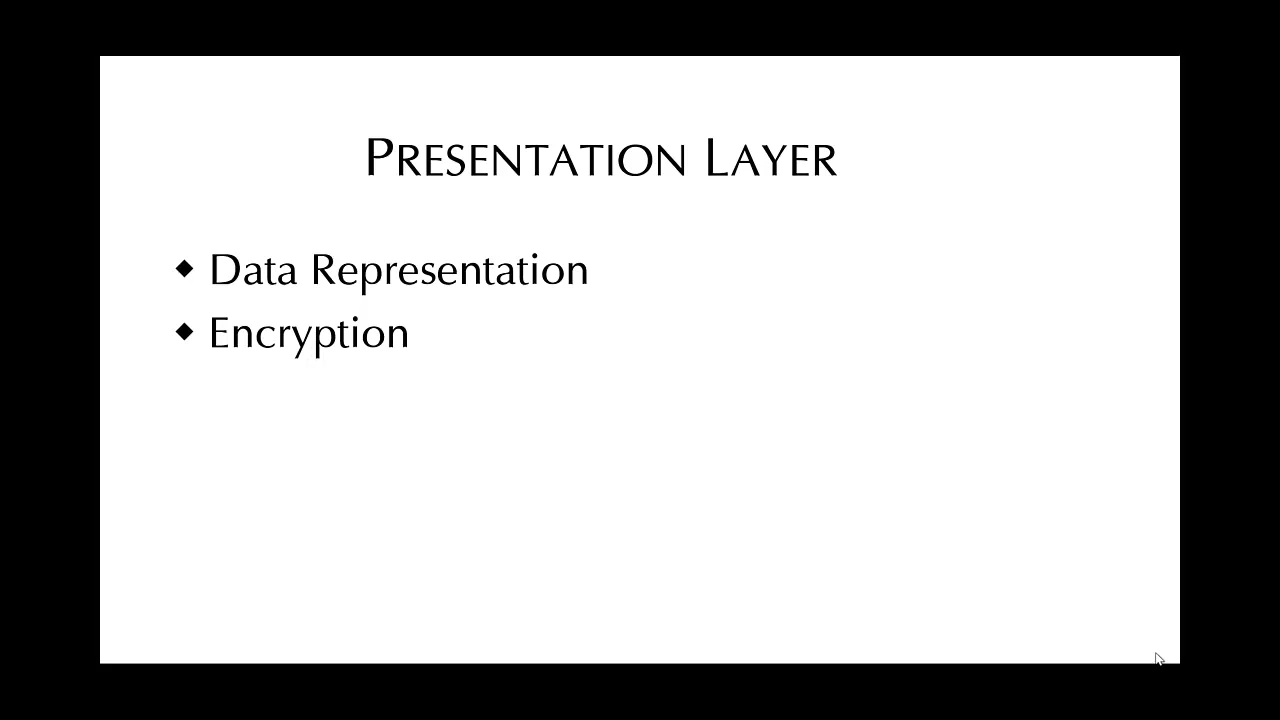 PRESENTATION LAYER
◆ Data Representation
◆ Encryption